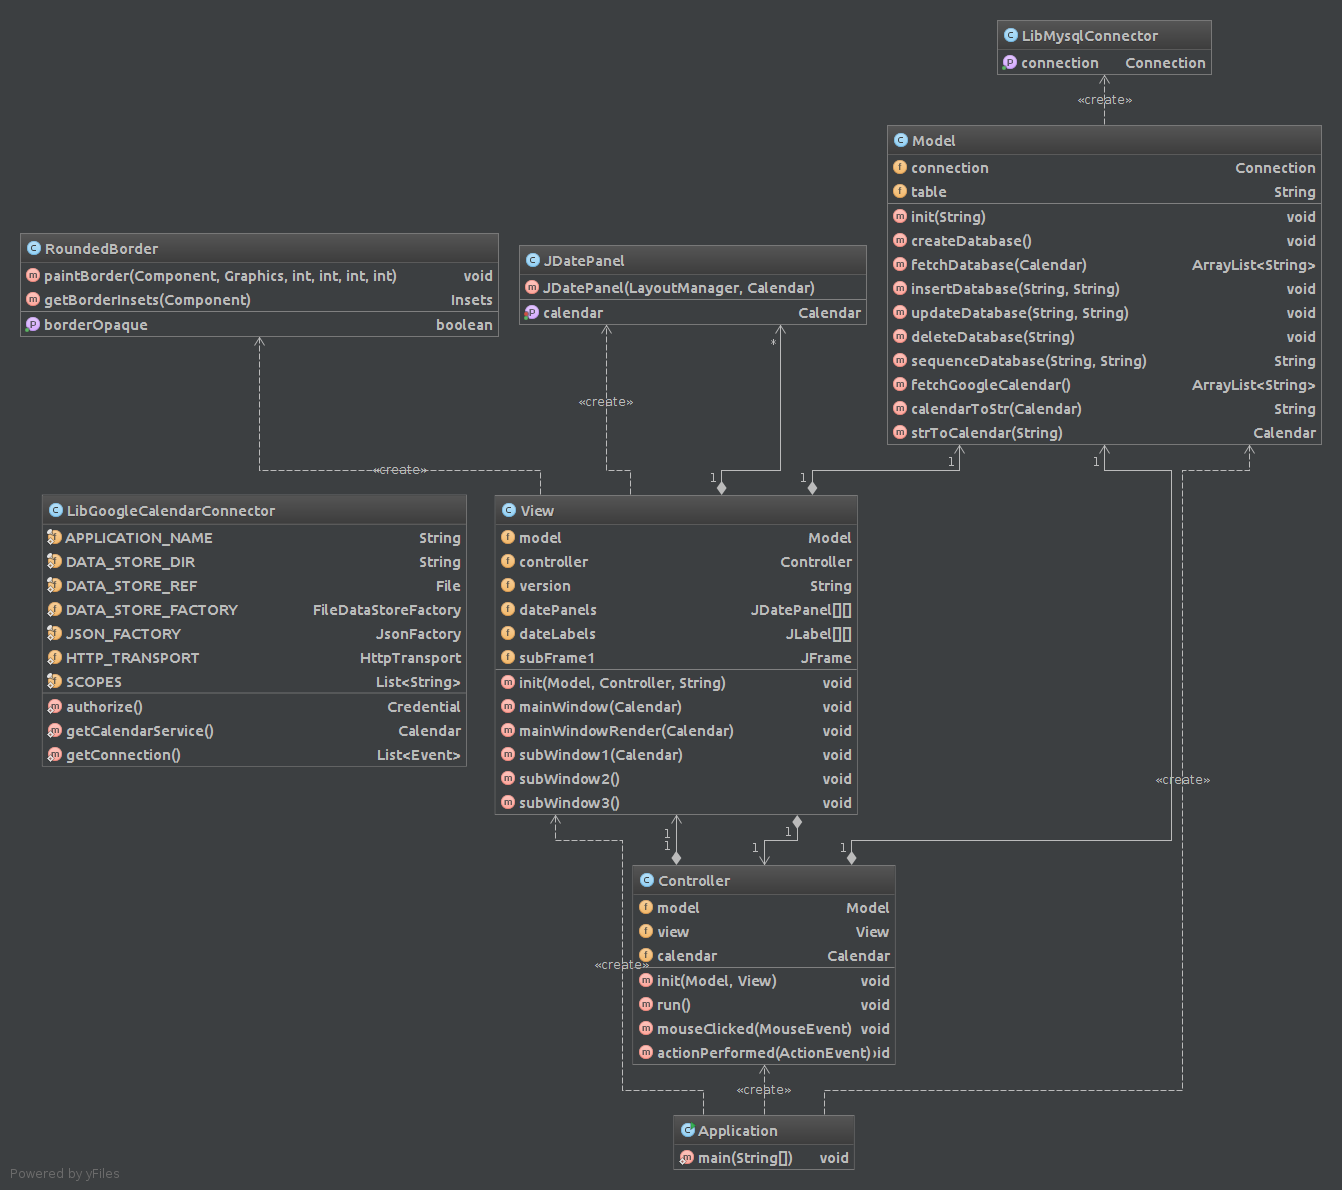 LibMysqlConnector
connection Connection
«create»
Model
connection Connection
table String
init(String) void
createDatabase() void
fetchDatabase(Calendar) ArrayList<String>
insertDatabase(String, String) void
updateDatabase(String, String) void
deleteDatabase(String) void
sequenceDatabase(String, String) String
fetchGoogleCalendar() ArrayList<String>
calendarToStr(Calendar) String
strToCalendar(String) Calendar
RoundedBorder
paintBorder(Component, Graphics, int, int, int, int) void
getBorderInsets(Component) Insets
borderOpaque boolean
JDatePanel
JDatePanel(LayoutManager, Calendar)
calendar Calendar
*
«create»
«create»
1
1
1
1
LibGoogleCalendarConnector
APPLICATION_NAME String
DATA_STORE_DIR String
DATA_STORE_REF File
DATA_STORE_FACTORY FileDataStoreFactory
JSON_FACTORY JsonFactory
HTTP_TRANSPORT HttpTransport
SCOPES List<String>
authorize() Credential
getCalendarService() Calendar
getConnection() List<Event>
View
model Model
controller Controller
version String
datePanels JDatePanel[][]
dateLabels JLabel[][]
subFrame1 JFrame
init(Model, Controller, String) void
mainWindow(Calendar) void
mainWindowRender(Calendar) void
subWindow1(Calendar) void
subWindow2() void
subWindow3() void
«create»
1
1
1
1
1
Controller
model Model
view View
calendar Calendar
init(Model, View) void
run() void
mouseClicked(MouseEvent) void
actionPerformed(ActionEvent)
«create»
«create»
Application
main(String[]) void
Powered by yFiles